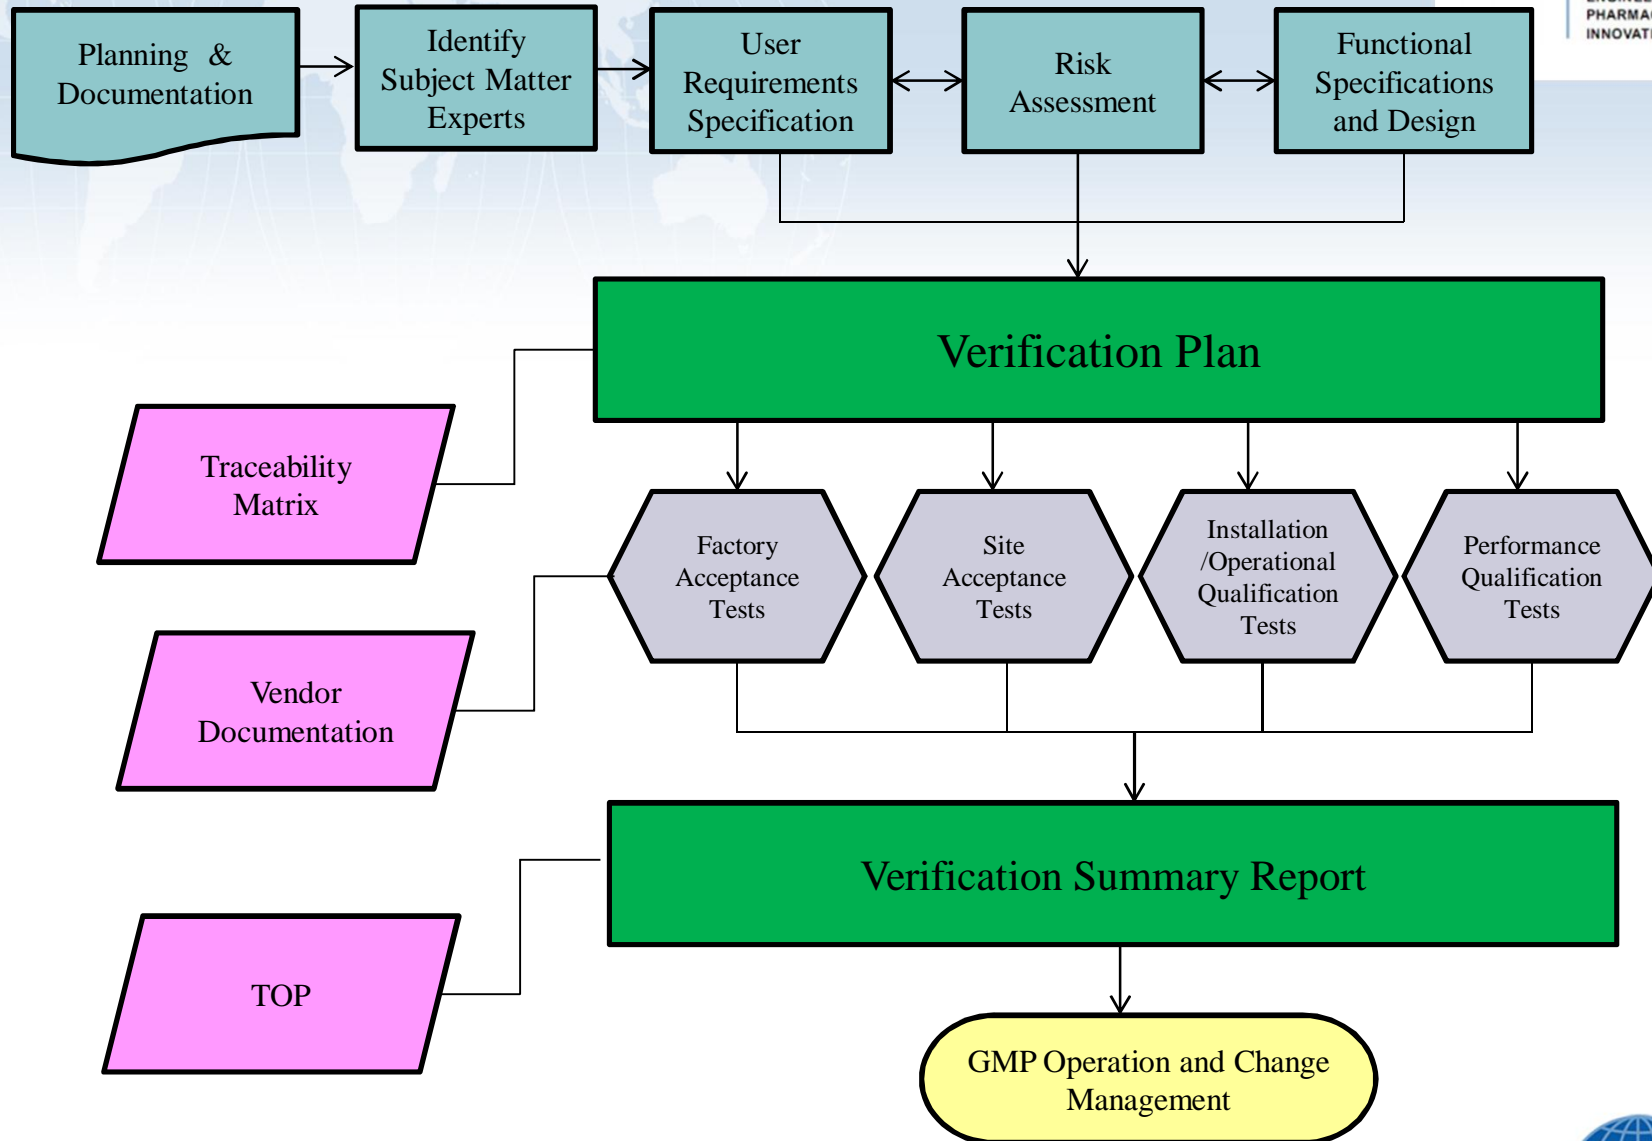 PHARMA
INNOVATI
Planning &
Documentation
Identify
Subject Matter
Experts
User
Requirements
Specification
Risk
Assessment
Functional
Specifications
and Design
Verification Plan
Traceability
Matrix
Factory
Acceptance
Tests
Site
Acceptance
Tests
Installation
/Operational
Qualification
Tests
Performance
Qualification
Tests
Vendor
Documentation
Verification Summary Report
TOP
GMP Operation and Change
Management